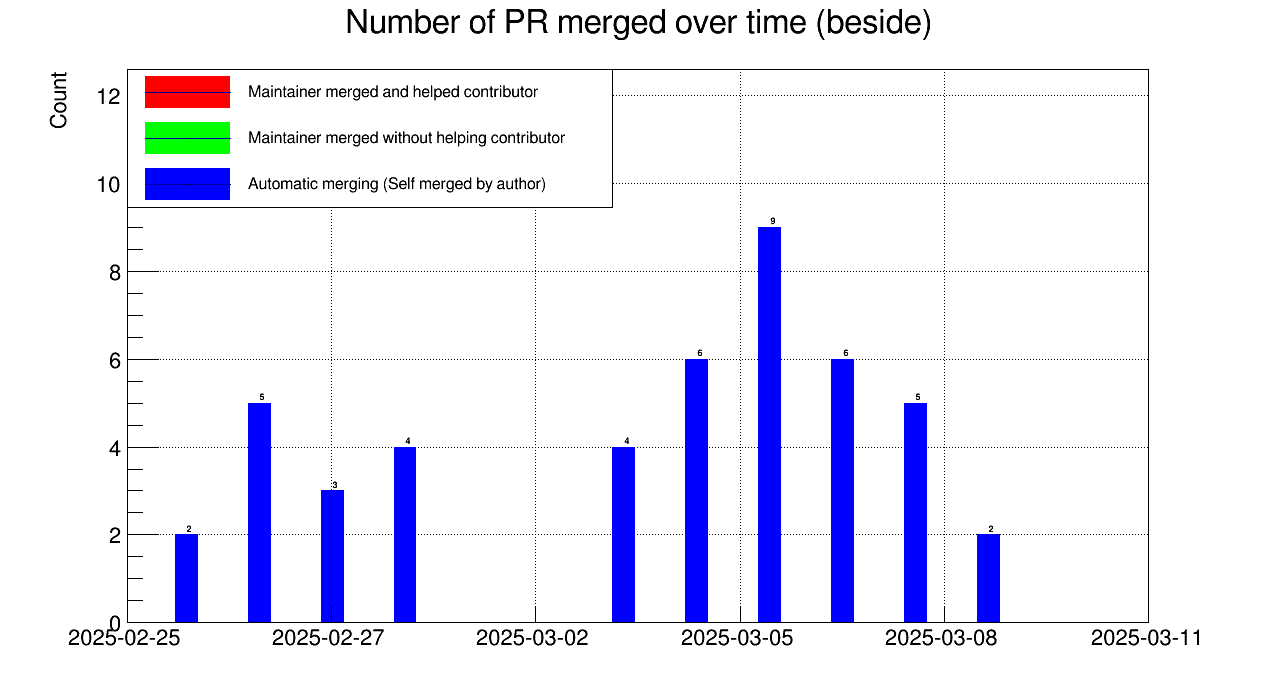 Number of PR merged over time (beside)
Count
Maintainer merged and helped contributor
Maintainer merged without helping contributor
Automatic merging (Self merged by author)
12
10
8
6
4
2
0
2
5
3
4
4
6
9
6
5
2
2025-02-25 2025-02-27 2025-03-02 2025-03-05 2025-03-08 2025-03-11